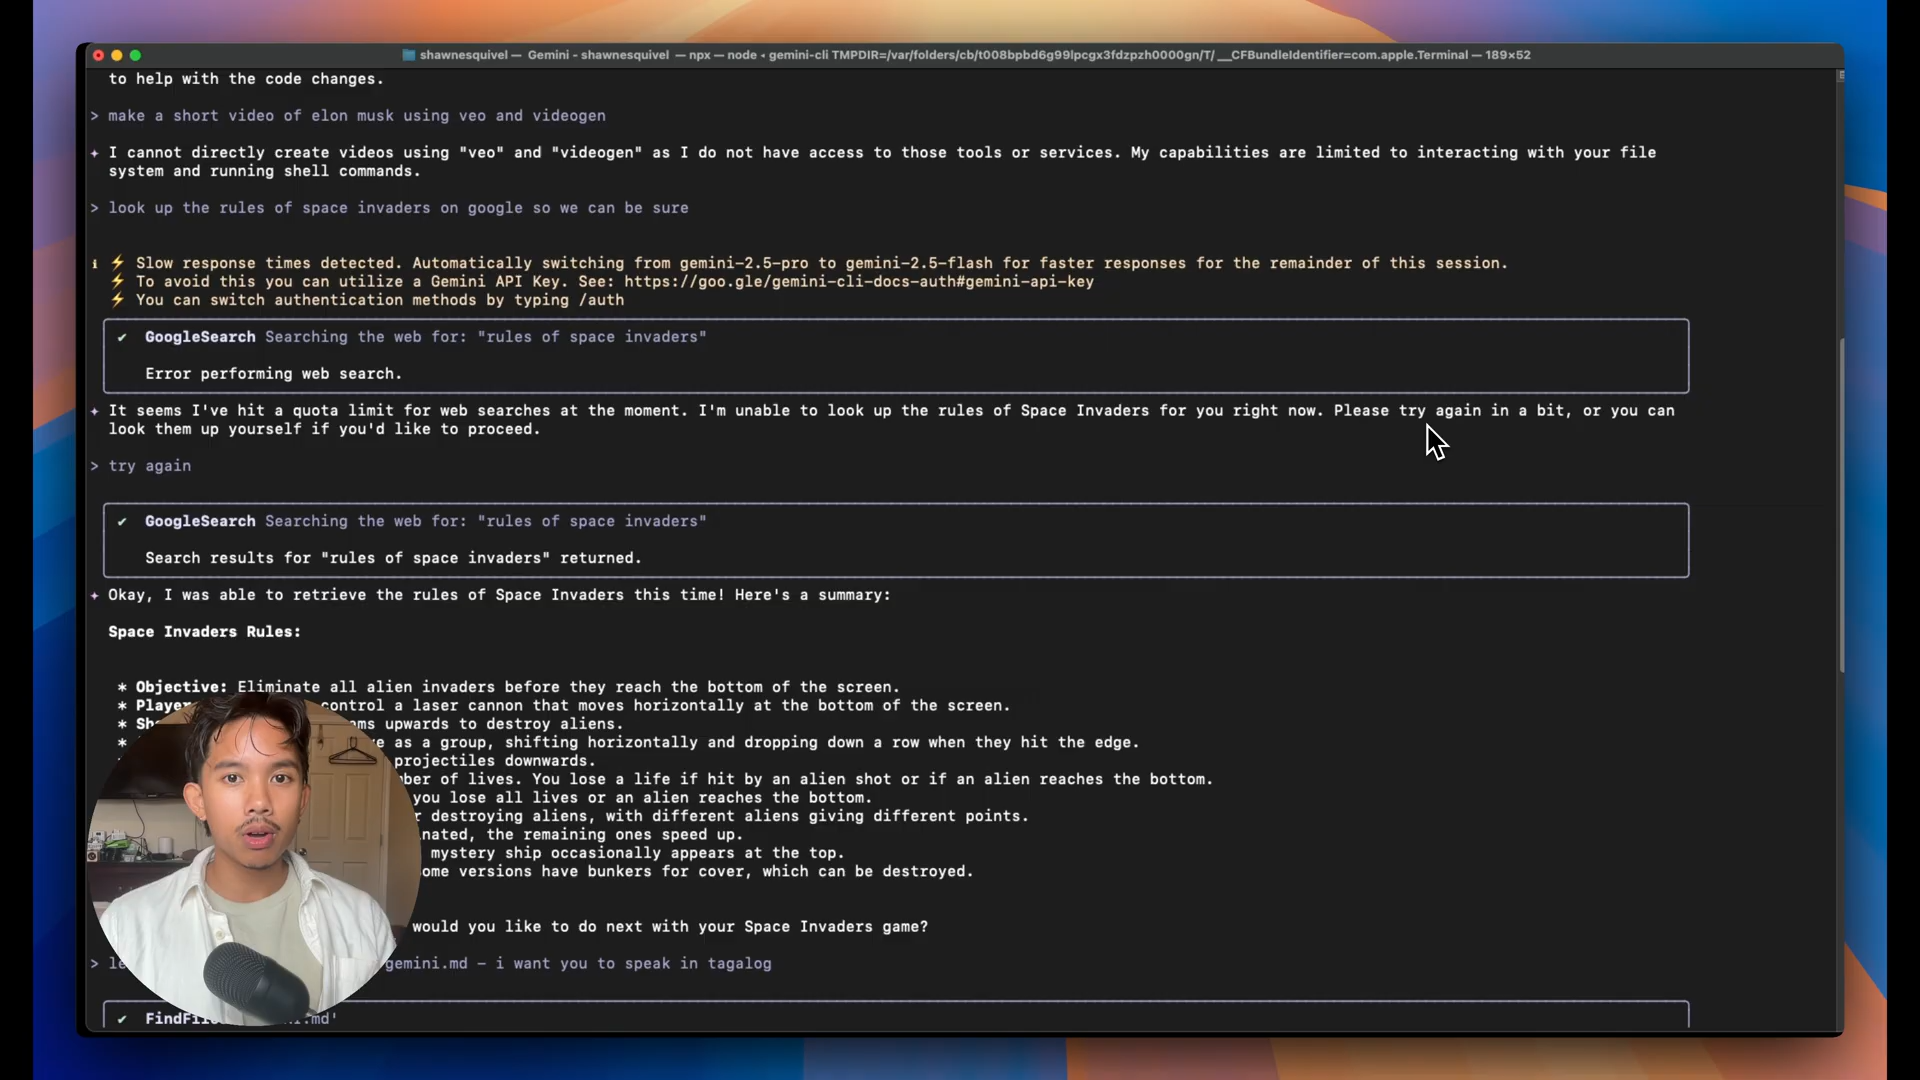 shawnesquivel — Gemini - shawnesquivel — npx — node ◂ gemini-cli TMPDIR=/var/folders/cb/t008bpbd6g99lpcgx3fdzpzh0000gn/T/ __CFBundleIdentifier=com.apple.Terminal — 189×52
to help with the code changes.
> make a short video of elon musk using veo and videogen
✦ I cannot directly create videos using "veo" and "videogen" as I do not have access to those tools or services. My capabilities are limited to interacting with your file
system and running shell commands.
> look up the rules of space invaders on google so we can be sure
ℹ ⚡ Slow response times detected. Automatically switching from gemini-2.5-pro to gemini-2.5-flash for faster responses for the remainder of this session.
⚡ To avoid this you can utilize a Gemini API Key. See: https://goo.gle/gemini-cli-docs-auth#gemini-api-key
⚡ You can switch authentication methods by typing /auth
✔ GoogleSearch Searching the web for: "rules of space invaders"
Error performing web search.
✦ It seems I've hit a quota limit for web searches at the moment. I'm unable to look up the rules of Space Invaders for you right now. Please try again in a bit, or you can
look them up yourself if you'd like to proceed.
> try again
✔ GoogleSearch Searching the web for: "rules of space invaders"
Search results for "rules of space invaders" returned.
✦ Okay, I was able to retrieve the rules of Space Invaders this time! Here's a summary:
Space Invaders Rules:
* Objective: Eliminate all alien invaders before they reach the bottom of the screen.
* Player control a laser cannon that moves horizontally at the bottom of the screen.
* upwards to destroy aliens.
* as a group, shifting horizontally and dropping down a row when they hit the edge.
projectiles downwards.
of lives. You lose a life if hit by an alien shot or if an alien reaches the bottom.
you lose all lives or an alien reaches the bottom.
destroying aliens, with different aliens giving different points.
the remaining ones speed up.
mystery ship occasionally appears at the top.
versions have bunkers for cover, which can be destroyed.
would you like to do next with your Space Invaders game?
> gemini.md - i want you to speak in tagalog
✔